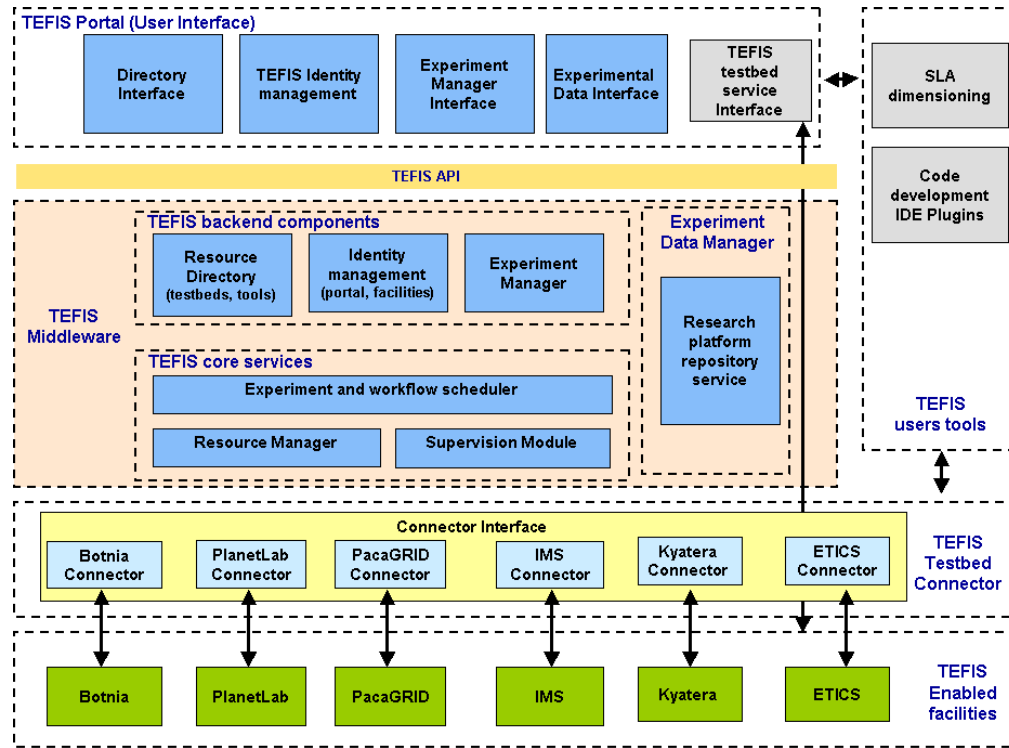 TEFIS Portal (User Interface)
Directory
Interface
TEFIS Identity
management
Experiment
Manager
Interface
Experimental
Data Interface
TEFIS
testbed
service
Interface
SLA
dimensioning
Code
development
IDE Plugins
TEFIS
users tools
TEFIS API
TEFIS
Middleware
TEFIS backend components
Resource
Directory
(testbeds, tools)
Identity
management
(portal, facilities)
Experiment
Manager
Experiment
Data Manager
Research
platform
repository
service
TEFIS core services
Experiment and workflow scheduler
Resource Manager
Supervision Module
Connector Interface
Botnia
Connector
PlanetLab
Connector
PacaGRID
Connector
IMS
Connector
Kyatera
Connector
ETICS
Connector
TEFIS
Testbed
Connector
Botnia
PlanetLab
PacaGRID
IMS
Kyatera
ETICS
TEFIS
Enabled
facilities